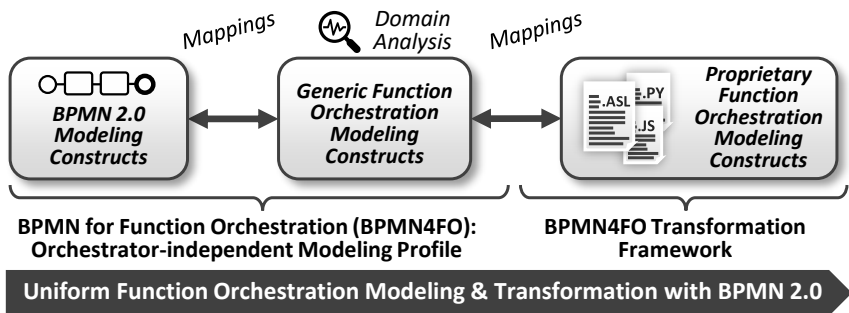 Mappings
Domain
Analysis
Mappings
BPMN 2.0
Modeling
Constructs
Generic Function
Orchestration
Modeling
Constructs
.ASL
.PY
.JS
Proprietary
Function
Orchestration
Modeling
Constructs
BPMN for Function Orchestration (BPMN4FO):
Orchestrator-independent Modeling Profile
BPMN4FO Transformation
Framework
Uniform Function Orchestration Modeling & Transformation with BPMN 2.0